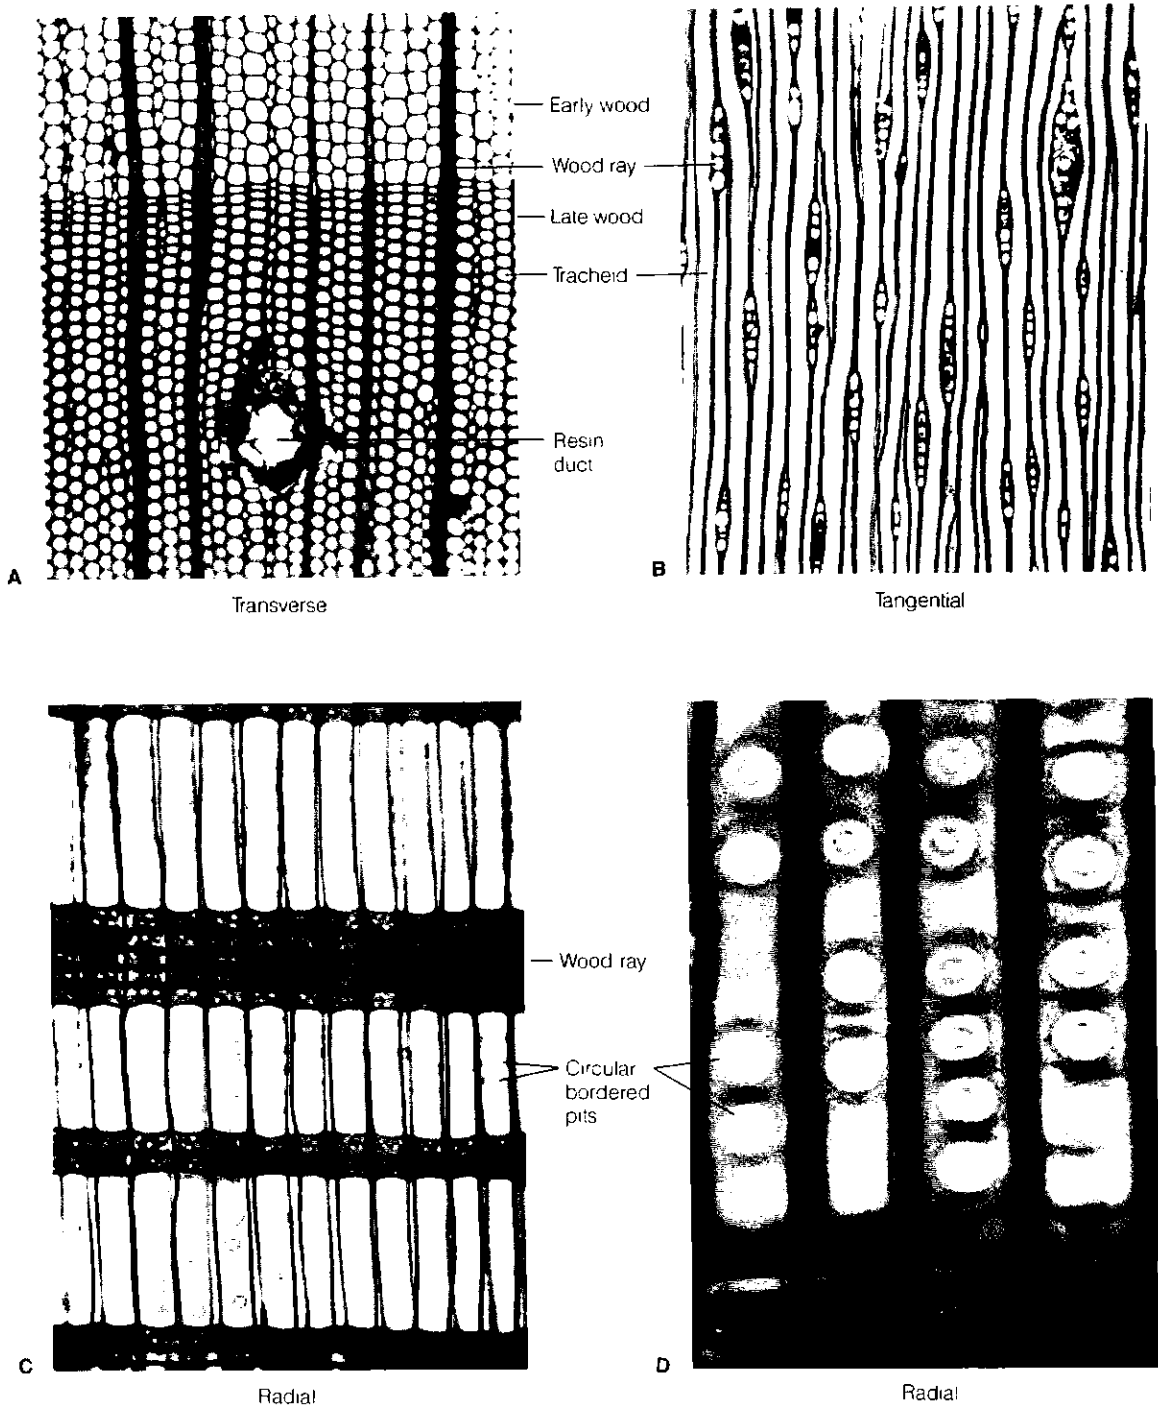 Early wood
Wood ray
Late wood
Tracheid
Resin
duct
A
B
Transverse
Tangential
Wood ray
Circular
bordered
pits
C
D
Radial
Radial